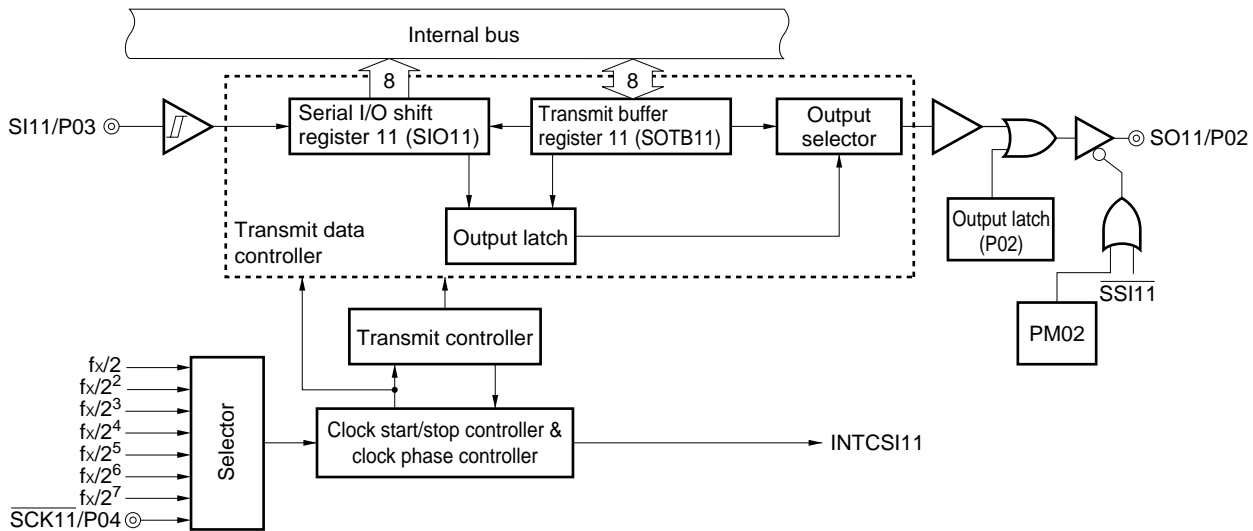 Internal bus
8
8
SI11/P03
Serial I/O shift
register 11 (SIO11)
Transmit buffer
register 11 (SOTB11)
Output
selector
SO11/P02
Output latch
Transmit data
controller
Output latch
(P02)
SSI11
PM02
Transmit controller
fx/2
fx/2²
fx/2³
fx/2⁴
fx/2⁵
fx/2⁶
fx/2⁷
SCK11/P04
Selector
Clock start/stop controller &
clock phase controller
INTCSI11